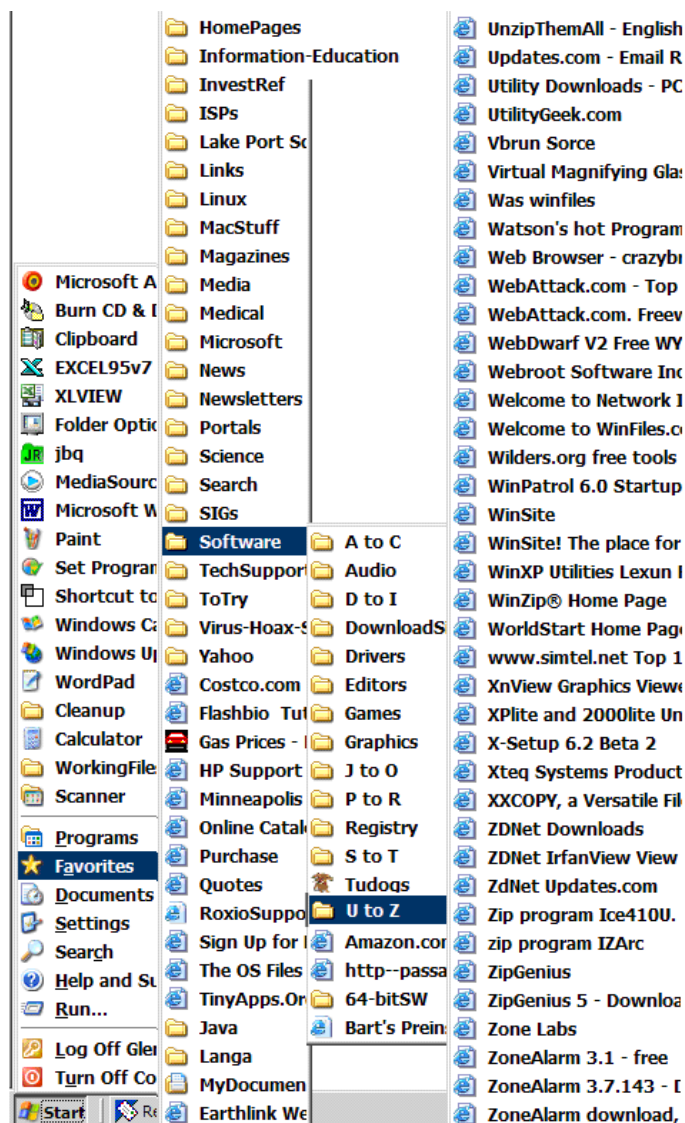 Microsoft A
Burn CD &
Clipboard
EXCEL95v7
XLVIEW
Folder Optic
jbq
MediaSourc
Microsoft W
Paint
Set Program
Shortcut to
Windows Ca
Windows U
WordPad
Cleanup
Calculator
WorkingFile
Scanner
Programs
Favorites
Documents
Settings
Search
Help and Su
Run...
Log Off Gle
Turn Off Co
Start
Re
HomePages
Information-Education
InvestRef
ISPs
Lake Port Sc
Links
Linux
MacStuff
Magazines
Media
Medical
Microsoft
News
Newsletters
Portals
Science
Search
SIGs
Software
TechSupport
ToTry
Virus-Hoax-S
Yahoo
Costco.com
Flashbio Tut
Gas Prices -
HP Support
Minneapolis
Online Catal
Purchase
Quotes
RoxioSuppo
Sign Up for
The OS Files
TinyApps.Or
Java
Langa
MyDocumen
Earthlink We
A to C
Audio
D to I
DownloadSi
Drivers
Editors
Games
Graphics
J to O
P to R
Registry
S to T
Tudogs
U to Z
Amazon.com
http--passa
64-bitSW
Bart's Prein
UnzipThemAll - English
Updates.com - Email R
Utility Downloads - PC
UtilityGeek.com
Vbrun Sorce
Virtual Magnifying Glas
Was winfiles
Watson's hot Program
Web Browser - crazybr
WebAttack.com - Top
WebAttack.com. Freew
WebDwarf V2 Free WY
Webroot Software Inc
Welcome to Network I
Welcome to WinFiles.c
Wilders.org free tools
WinPatrol 6.0 Startup
WinSite
WinSite! The place for
WinXP Utilities Lexun
WinZip® Home Page
WorldStart Home Page
www.simtel.net Top 1
XnView Graphics Viewe
XPlite and 2000lite Un
X-Setup 6.2 Beta 2
Xteq Systems Product
XXCOPY, a Versatile Fil
ZDNet Downloads
ZDNet IrfanView View
ZdNet Updates.com
Zip program Ice410U.
zip program IZArc
ZipGenius
ZipGenius 5 - Downloa
Zone Labs
ZoneAlarm 3.1 - free
ZoneAlarm 3.7.143 - D
ZoneAlarm download,